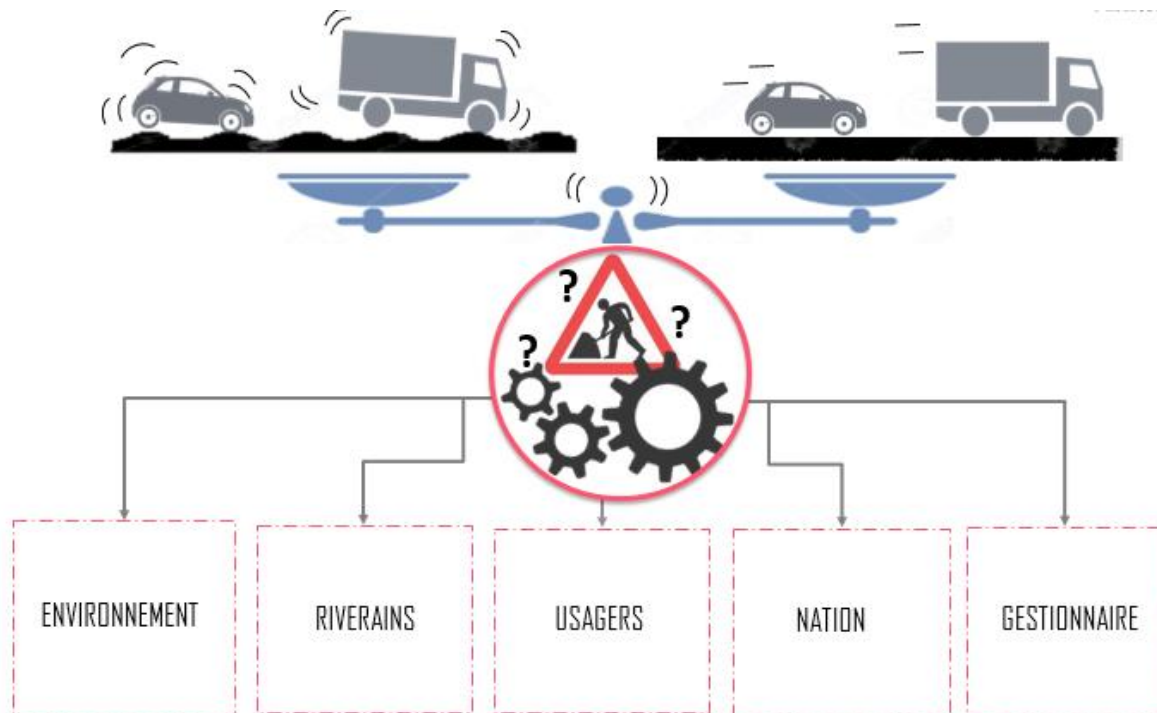 ?
?
?
ENVIRONNEMENT
RIVERAINS
USAGERS
NATION
GESTIONNAIRE